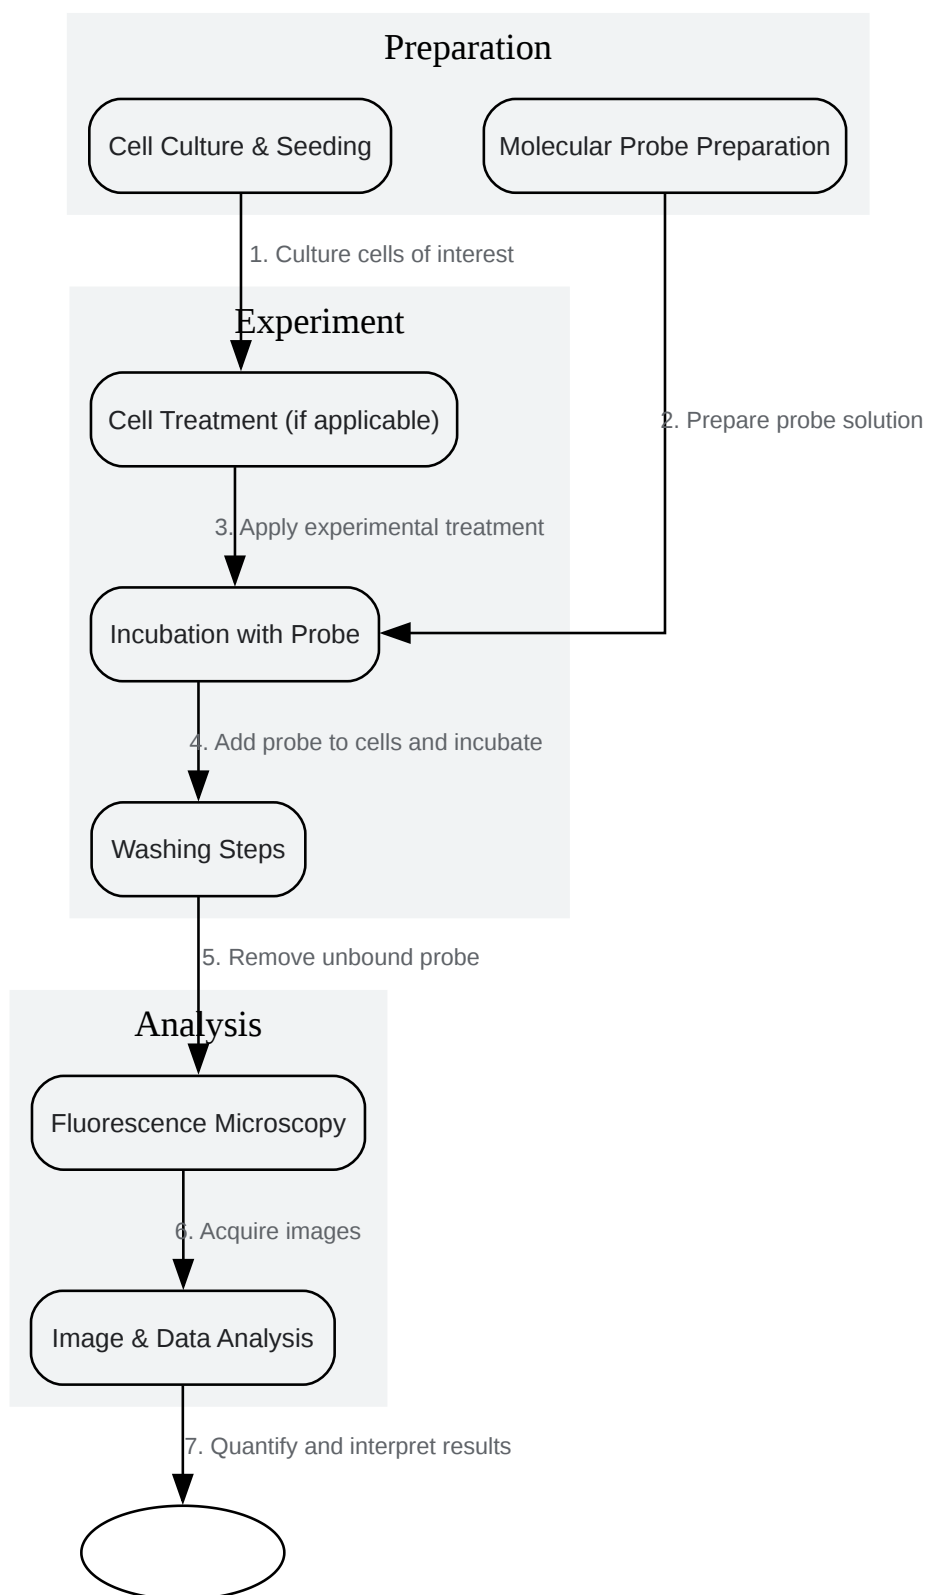 Preparation
Cell Culture & Seeding
Molecular Probe Preparation
1. Culture cells of interest
Experiment
Cell Treatment (if applicable)
2. Prepare probe solution
3. Apply experimental treatment
Incubation with Probe
4. Add probe to cells and incubate
Washing Steps
5. Remove unbound probe
Analysis
Fluorescence Microscopy
6. Acquire images
Image & Data Analysis
7. Quantify and interpret results